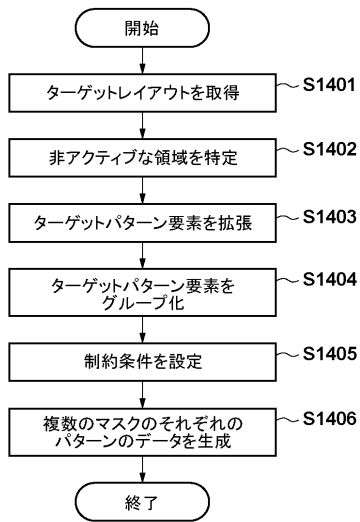 開始
ターゲットレイアウトを取得
S1401
非アクティブな領域を特定
S1402
ターゲットパターン要素を拡張
S1403
ターゲットパターン要素を
グループ化
S1404
制約条件を設定
S1405
複数のマスクのそれぞれの
パターンのデータを生成
S1406
終了